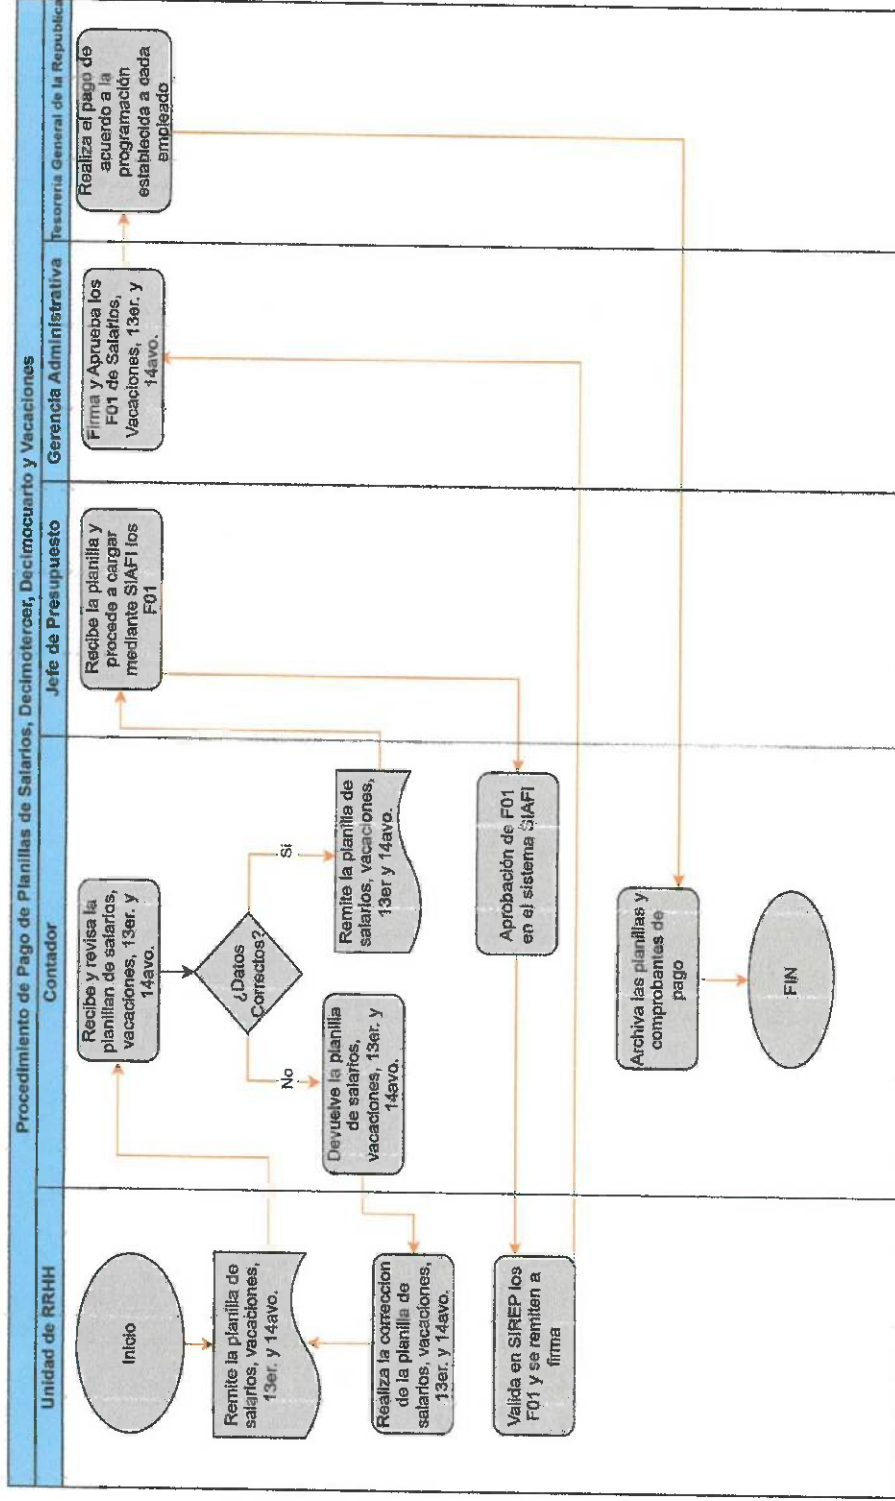 Procedimiento de Pago de Planillas de Salarios, Decimotercer, Decimocuarto y Vacaciones
Unidad de RRHH
Contador
Jefe de Presupuesto
Gerencia Administrativa
Tesoreria General de la Republica
Inicio
Remite la planilla de
salarios, vacaciones,
13er. y 14avo.
Realiza la correccion
de la planilla de
salarios, vacaciones,
13er. y 14avo.
Valida en SIREP los
F01 y se remiten a
firma
Recibe y revisa la
planillan de salarios,
vacaciones, 13er. y
14avo.
¿Datos
Correctos?
No
Si
Devuelve la planilla
de salarios,
vacaciones, 13er. y
14avo.
Remite la planilla de
salarios, vacaciones,
13er y 14avo.
Aprobación de F01
en el sistema SIAFI
Archiva las planillas y
comprobantes de
pago
FIN
Recibe la planilla y
procede a cargar
mediante SIAFI los
F01
Firma y Aprueba los
F01 de Salarios,
Vacaciones, 13er. y
14avo.
Realiza el pago de
acuerdo a la
programación
establecida a cada
empleado